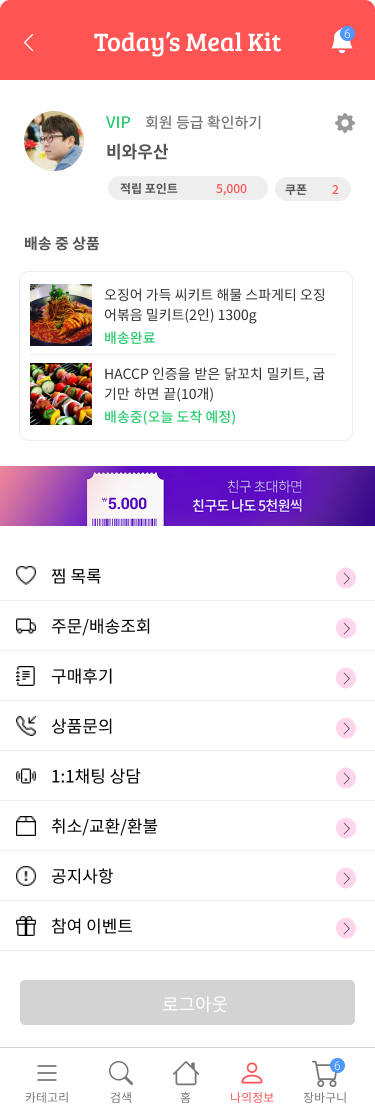 Today's Meal Kit
6
VIP 회원 등급 확인하기
비와우산
적립 포인트 5,000
쿠폰 2
배송 중 상품
오징어 가득 씨키트 해물 스파게티 오징
어볶음 밀키트(2인) 1300g
배송완료
HACCP 인증을 받은 닭꼬치 밀키트, 굽
기만 하면 끝(10개)
배송중(오늘 도착 예정)
₩5.000
친구 초대하면
친구도 나도 5천원씩
찜 목록
주문/배송조회
구매후기
상품문의
1:1채팅 상담
취소/교환/환불
공지사항
참여 이벤트
로그아웃
6
카테고리
검색
홈
나의정보
장바구니